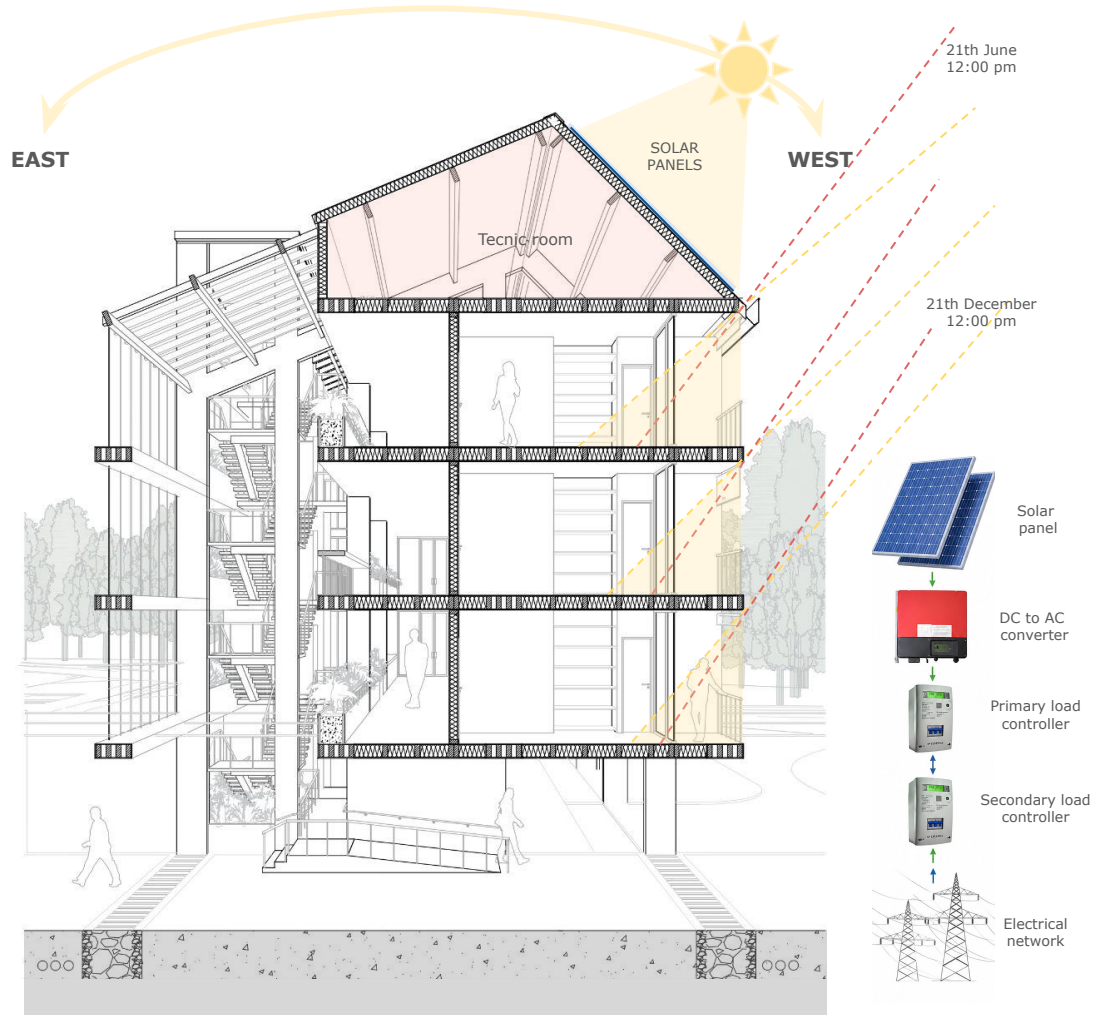 21th June
12:00 pm
EAST
SOLAR
PANELS
WEST
Tecnic room
21th December
12:00 pm
Solar
panel
DC to AC
converter
Primary load
controller
Secondary load
controller
Electrical
network